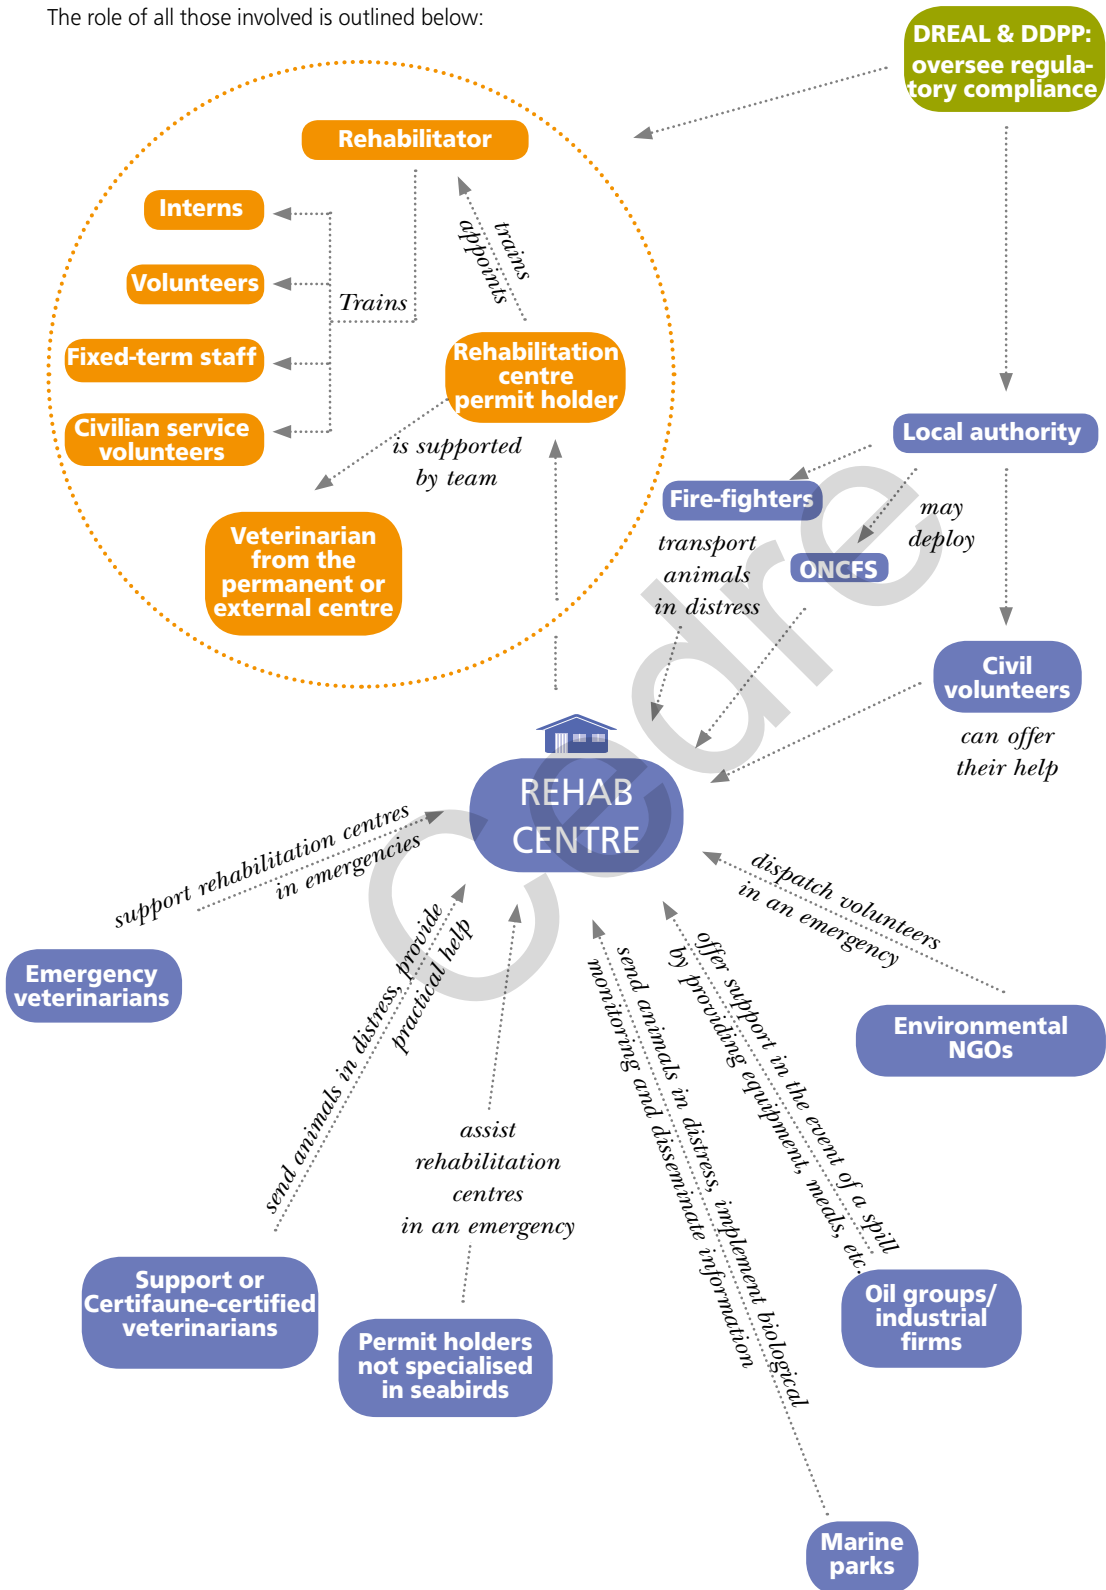 The role of all those involved is outlined below:
DREAL & DDPP:
oversee regula-
tory compliance
Rehabilitator
Interns
Volunteers
Fixed-term staff
Civilian service
volunteers
Trains
trains
appoints
Rehabilitation
centre
permit holder
is supported
by team
Veterinarian
from the
permanent or
external centre
Local authority
Fire-fighters
transport
animals
in distress
ONCFS
may
deploy
Civil
volunteers
can offer
their help
REHAB
CENTRE
support rehabilitation centres
in emergencies
Emergency
veterinarians
send animals in distress, provide
practical help
Support or
Certifaune-certified
veterinarians
assist
rehabilitation
centres
in an emergency
Permit holders
not specialised
in seabirds
send animals in distress, implement biological
monitoring and disseminate information
Marine
parks
offer support in the event of a spill
by providing equipment, meals, etc.
Oil groups/
industrial
firms
dispatch volunteers
in an emergency
Environmental
NGOs
Cedre